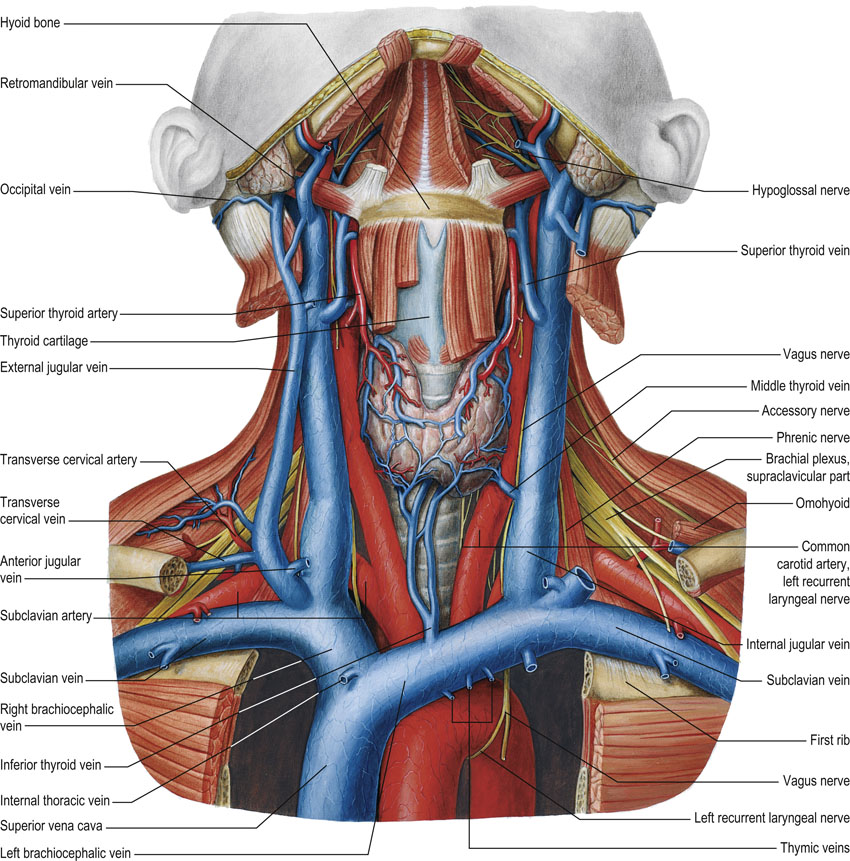 Hyoid bone
Retromandibular vein
Occipital vein
Superior thyroid artery
Thyroid cartilage
External jugular vein
Transverse cervical artery
Transverse
cervical vein
Anterior jugular
vein
Subclavian artery
Subclavian vein
Right brachiocephalic
vein
Inferior thyroid vein
Internal thoracic vein
Superior vena cava
Left brachiocephalic vein
Hypoglossal nerve
Superior thyroid vein
Vagus nerve
Middle thyroid vein
Accessory nerve
Phrenic nerve
Brachial plexus,
supraclavicular part
Omohyoid
Common
carotid artery,
left recurrent
laryngeal nerve
Internal jugular vein
Subclavian vein
First rib
Vagus nerve
Left recurrent laryngeal nerve
Thymic veins